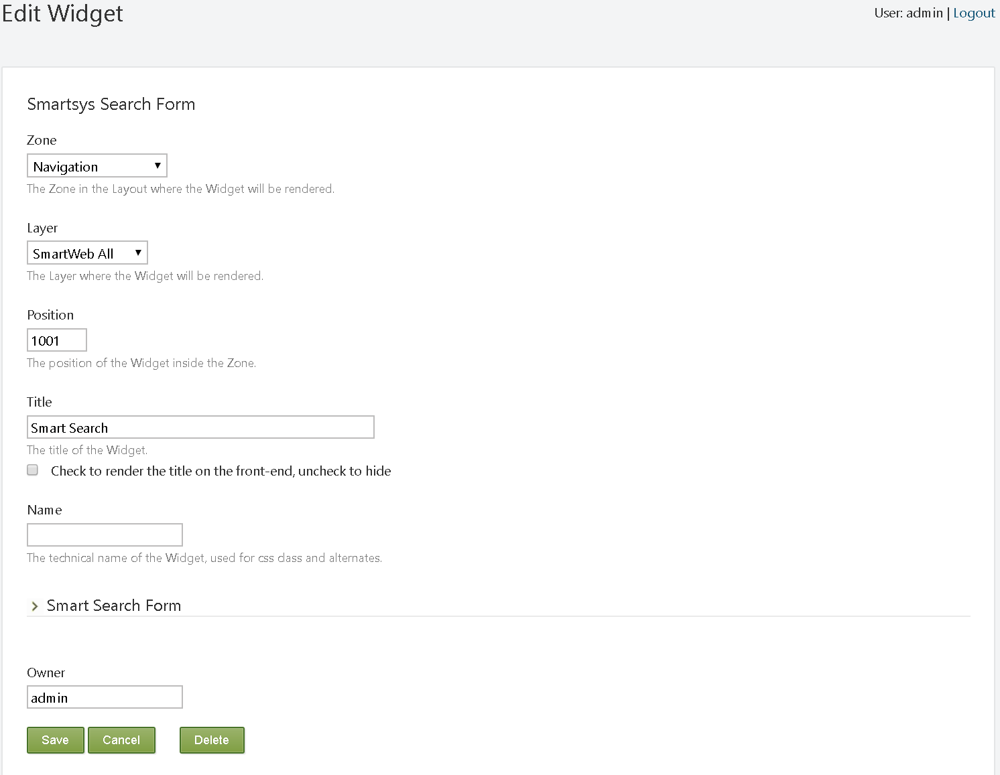 Edit Widget
User: admin | Logout
Smartsys Search Form
Zone
Navigation
The Zone in the Layout where the Widget will be rendered.
Layer
SmartWeb All
The Layer where the Widget will be rendered.
Position
1001
The position of the Widget inside the Zone.
Title
Smart Search
The title of the Widget.
Check to render the title on the front-end, uncheck to hide
Name
The technical name of the Widget, used for css class and alternates.
Smart Search Form
Owner
admin
Save Cancel Delete